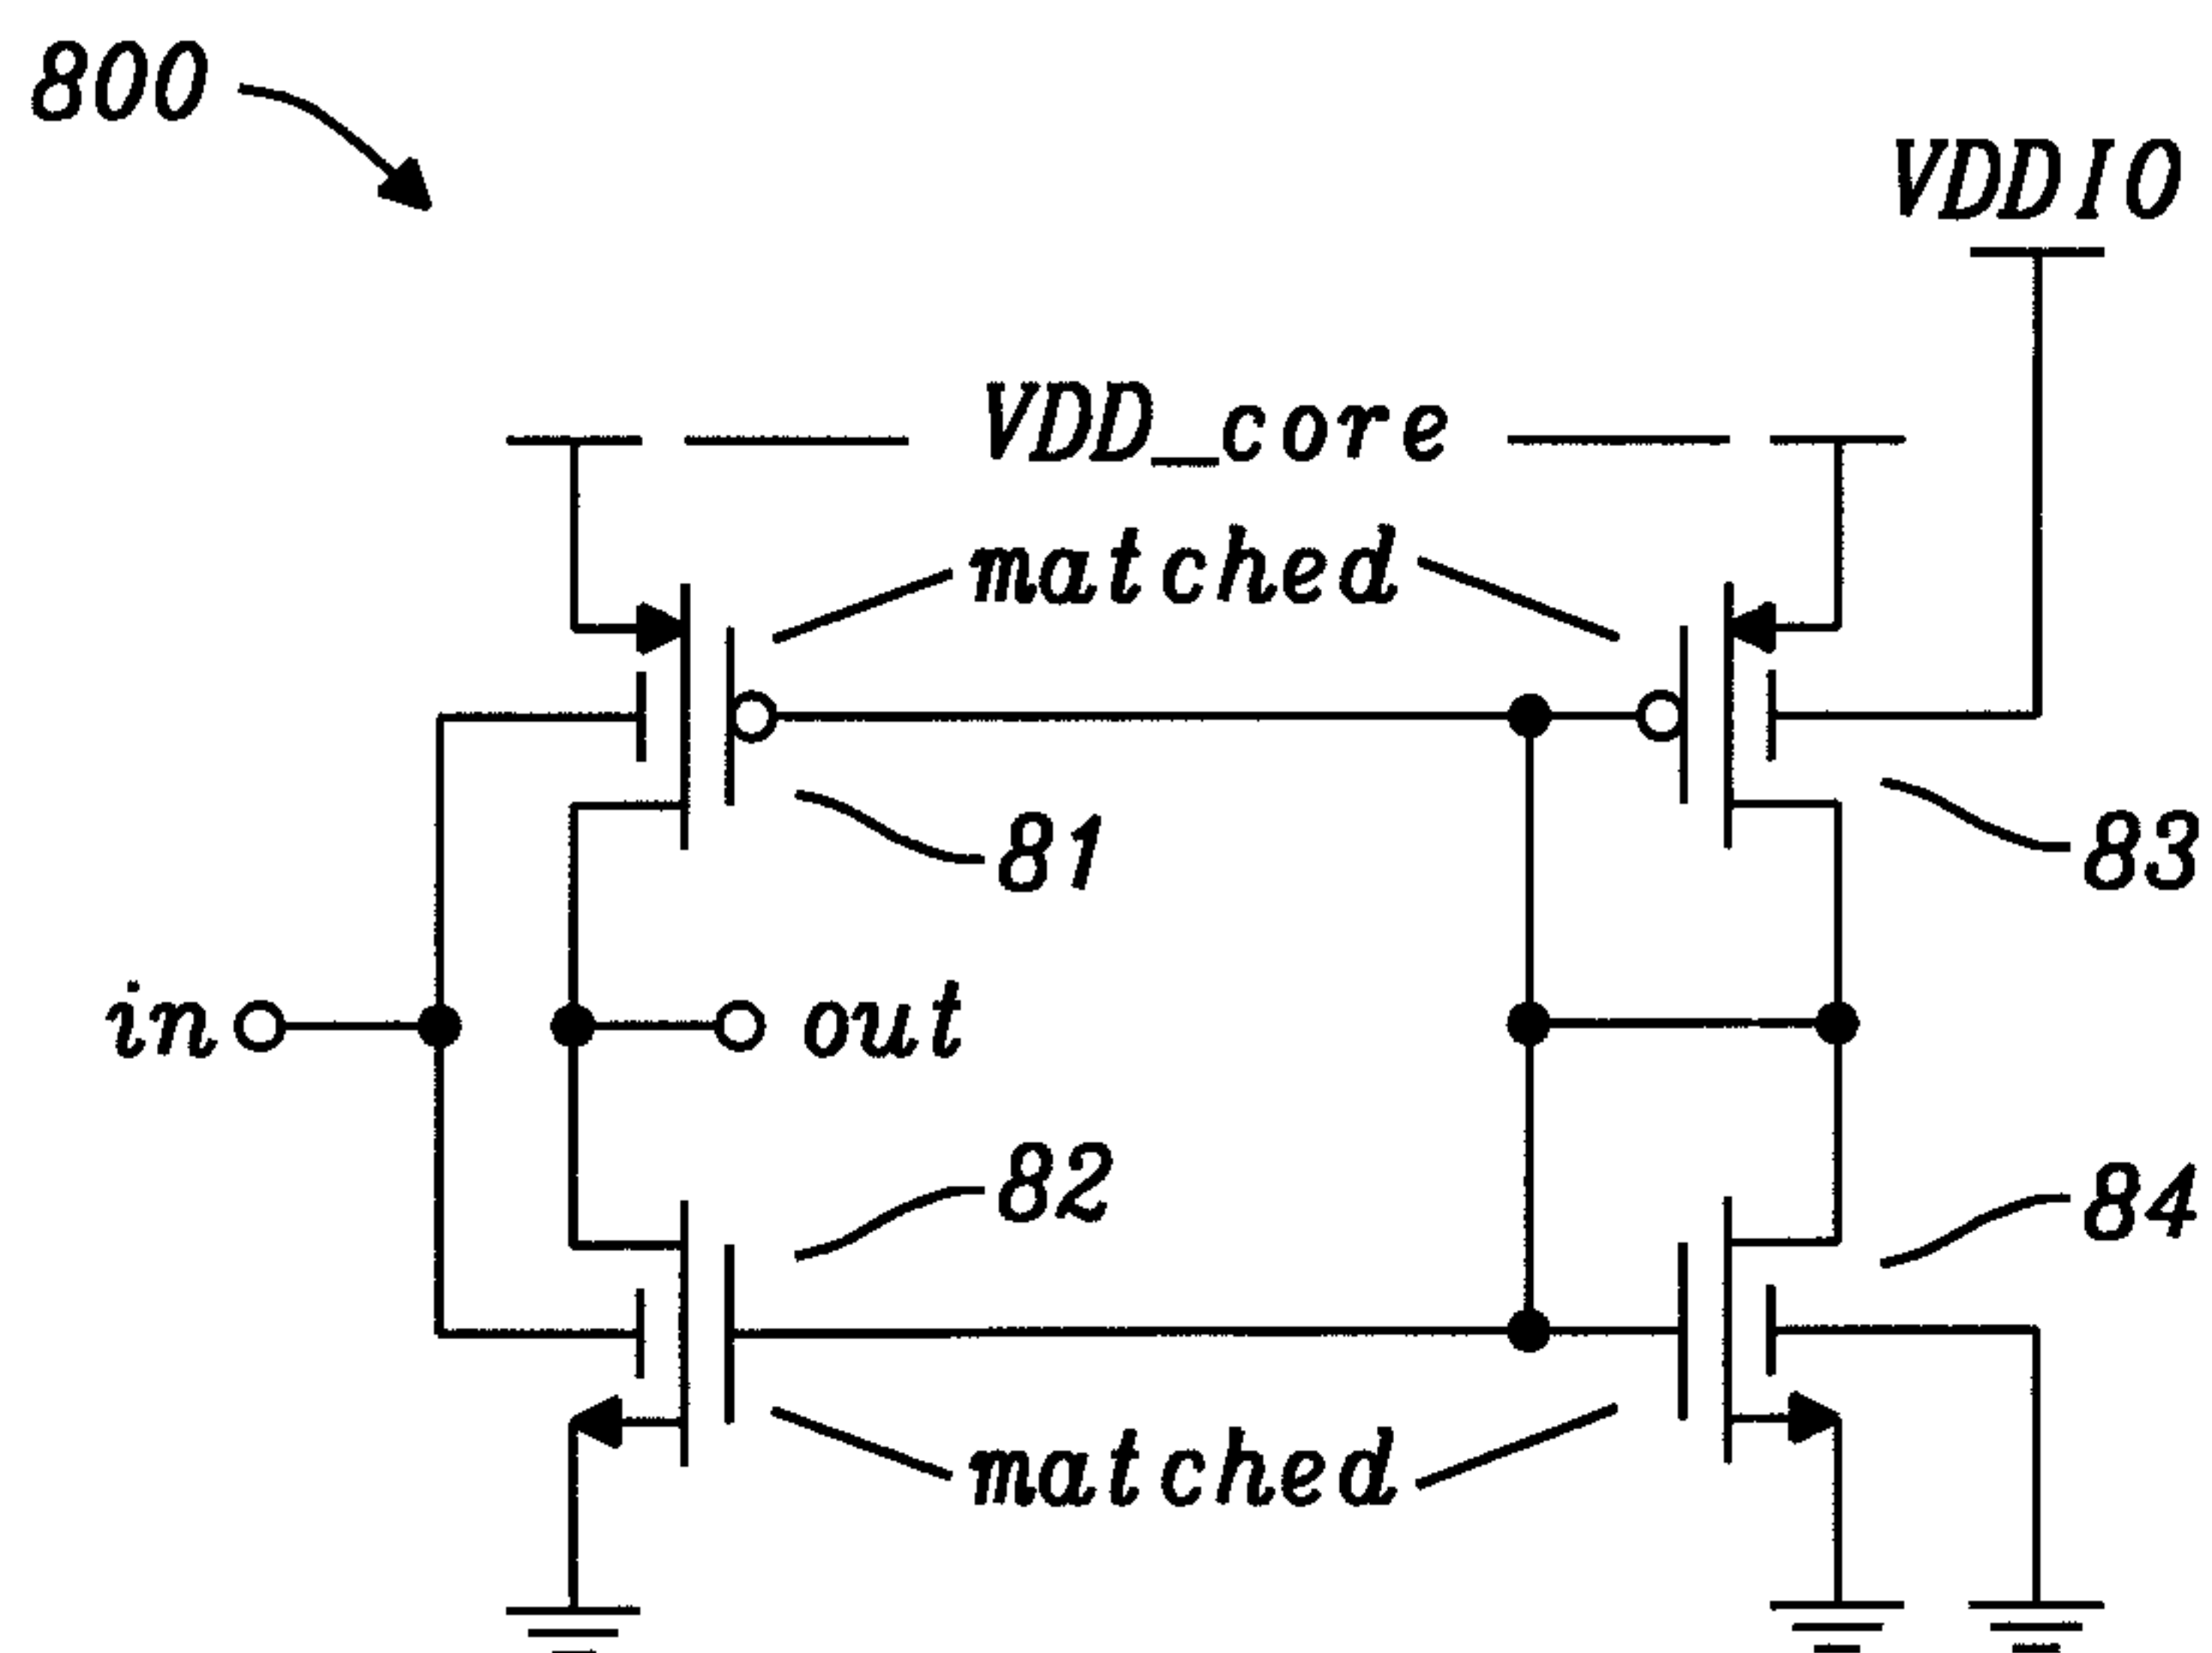 800
VDDIO
VDD_core
matched
81
83
in
out
82
84
matched